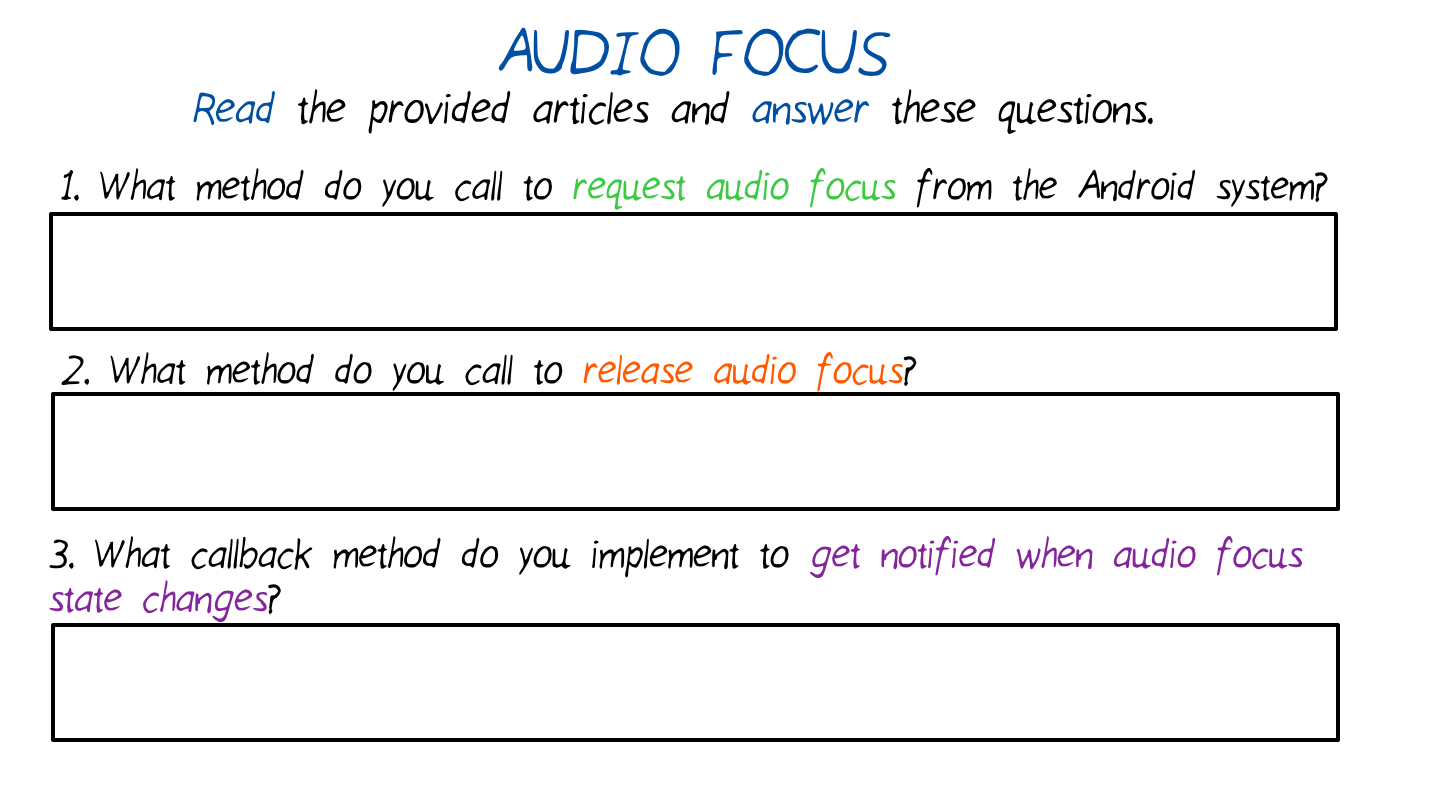 AUDIO FOCUS
Read the provided articles and answer these questions.
1. What method do you call to request audio focus from the Android system?
2. What method do you call to release audio focus?
3. What callback method do you implement to get notified when audio focus
state changes?